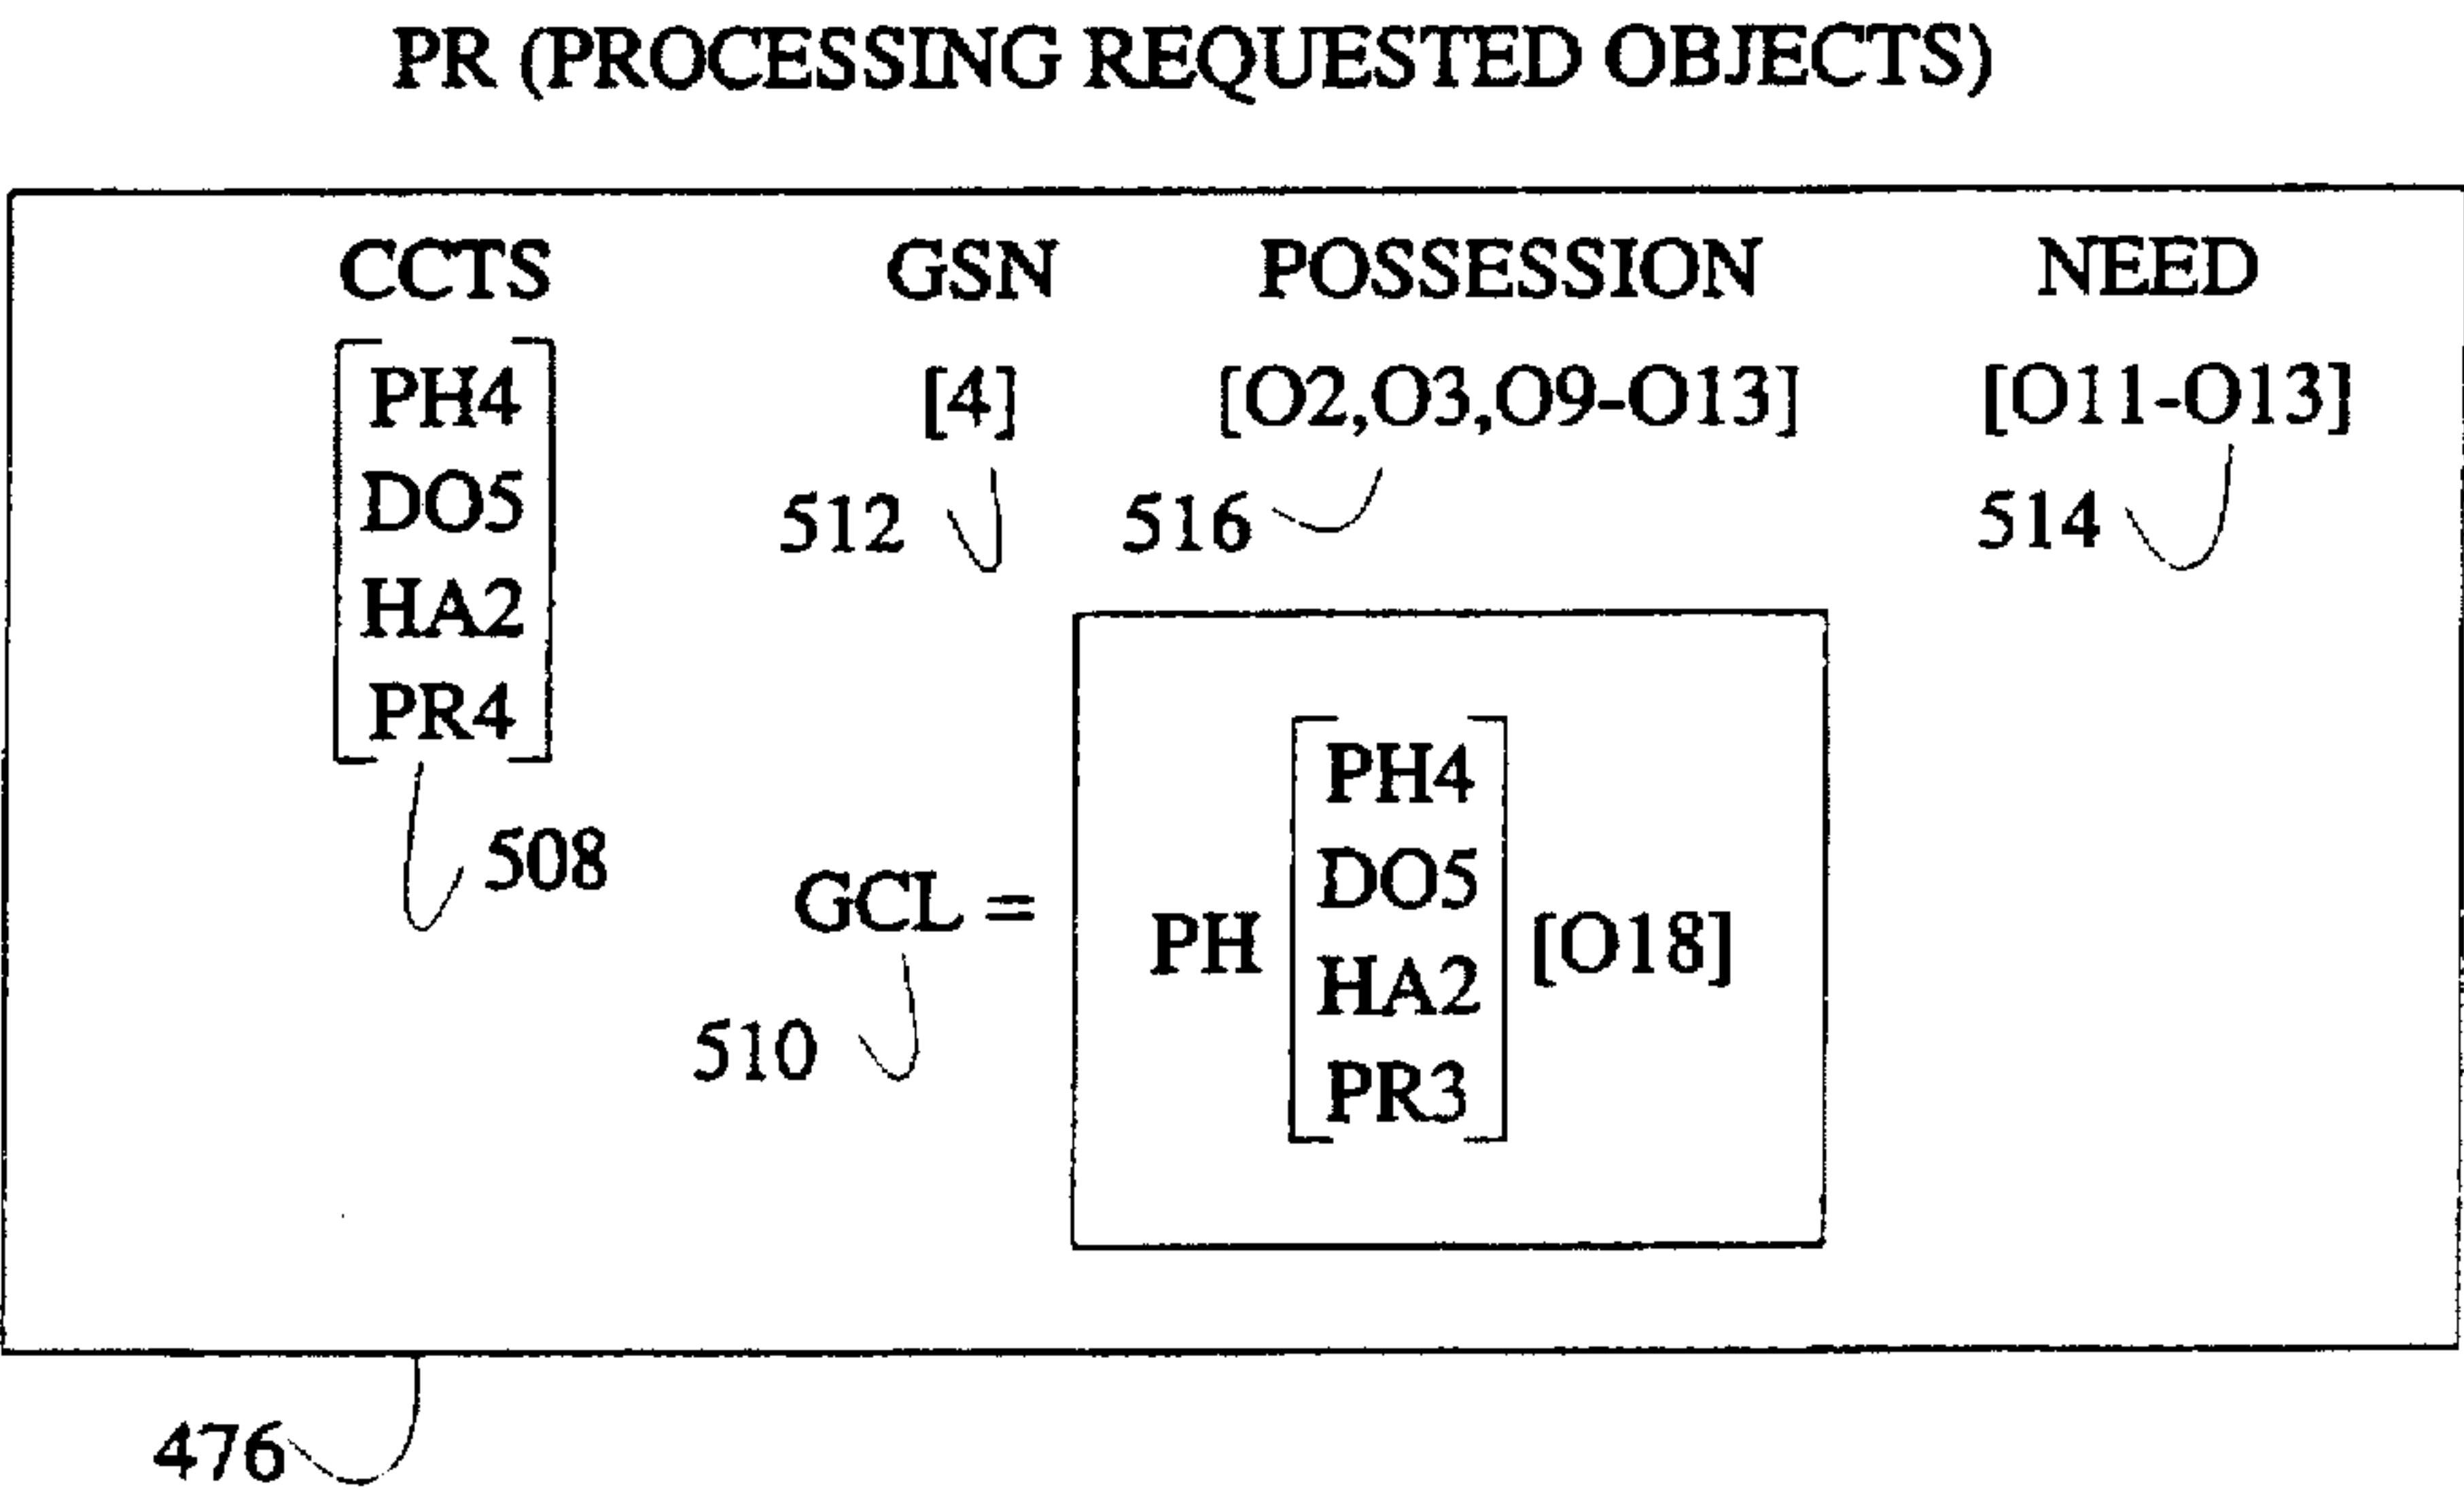 PR (PROCESSING REQUESTED OBJECTS)
CCTS GSN POSSESSION NEED
PH4 [4] [O2,O3,O9-O13] [O11-O13]
DO5 512 516 514
HA2
PR4
508
GCL =
510
PH4
DO5
PH [O18]
HA2
PR3
476